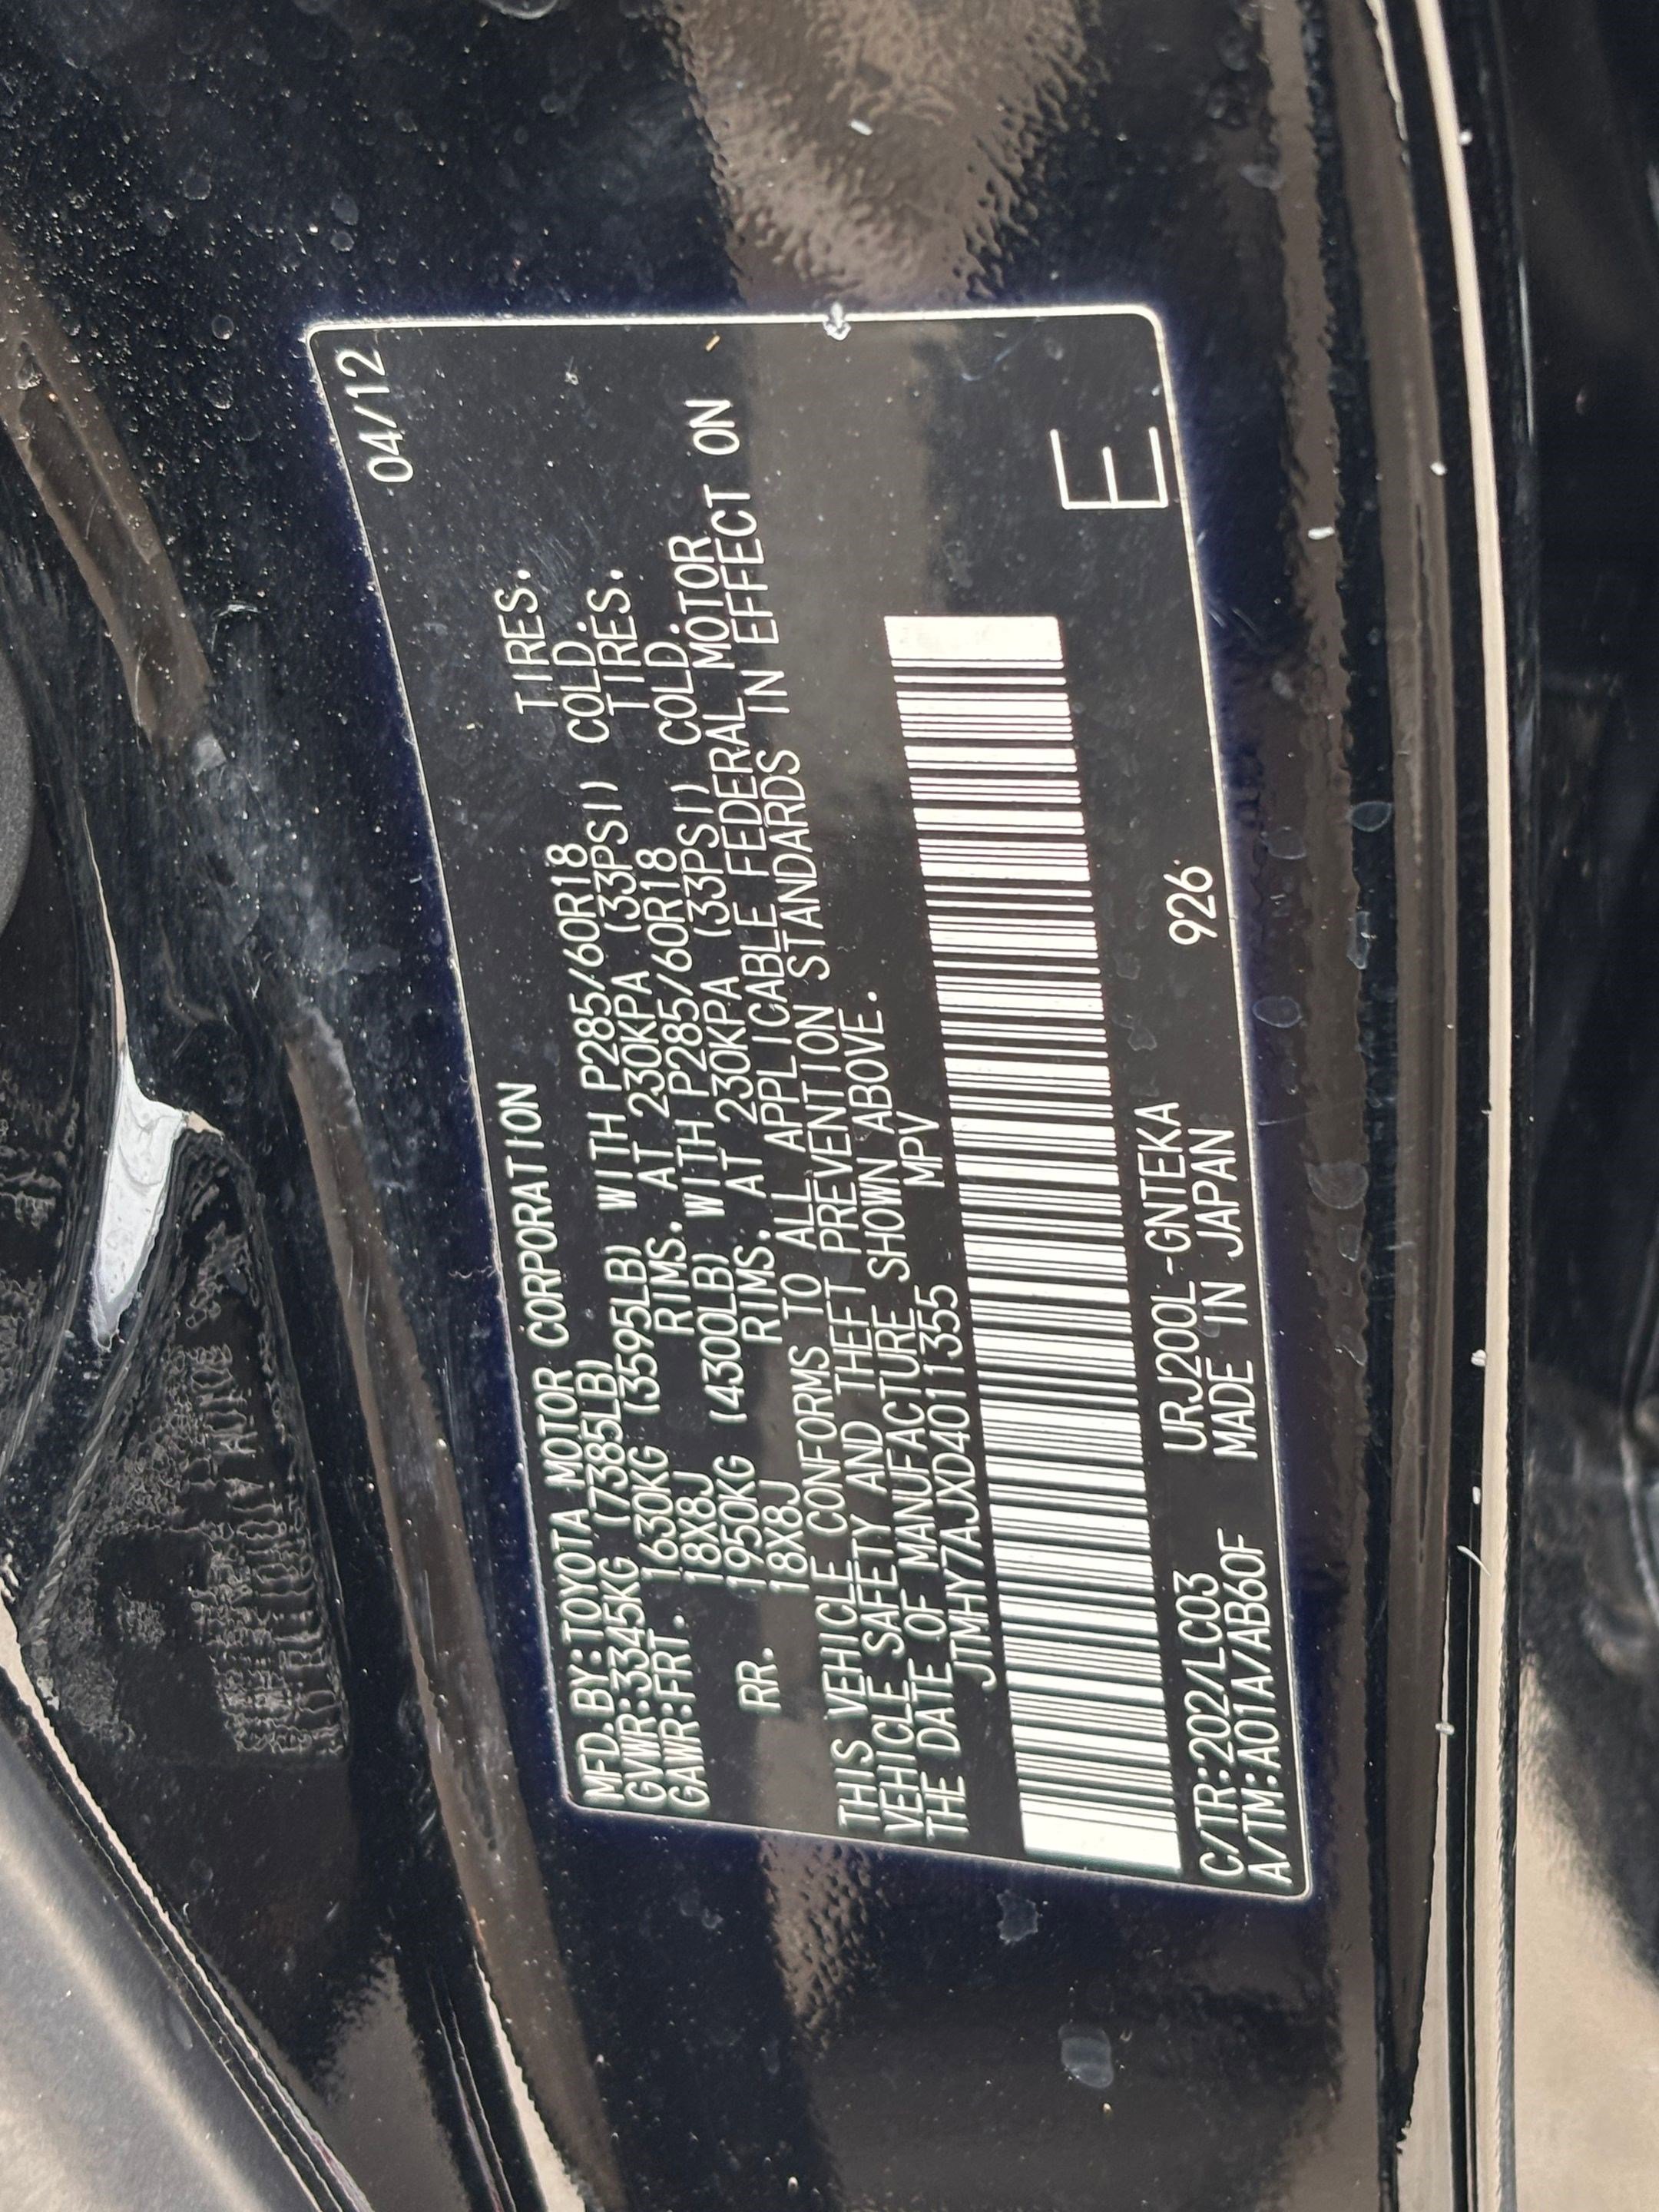 04/12
MFD.BY:TOYOTA MOTOR CORPORATION
GVWR:3345KG (7385LB)
GAWR:FRT. 1630KG (3595LB) WITH P285/60R18 TIRES.
18X8J RIMS. AT 230KPA (33PSI) COLD.
RR. 1950KG (4300LB) WITH P285/60R18 TIRES.
18X8J RIMS. AT 230KPA (33PSI) COLD.
THIS VEHICLE CONFORMS TO ALL APPLICABLE FEDERAL MOTOR
VEHICLE SAFETY AND THEFT PREVENTION STANDARDS IN EFFECT ON
THE DATE OF MANUFACTURE SHOWN ABOVE.
JTMHY7AJXD4011355 MPV
E
C/TR:202/LC03 URJ200L-GNTEKA 926
A/TM:A01A/AB60F MADE IN JAPAN